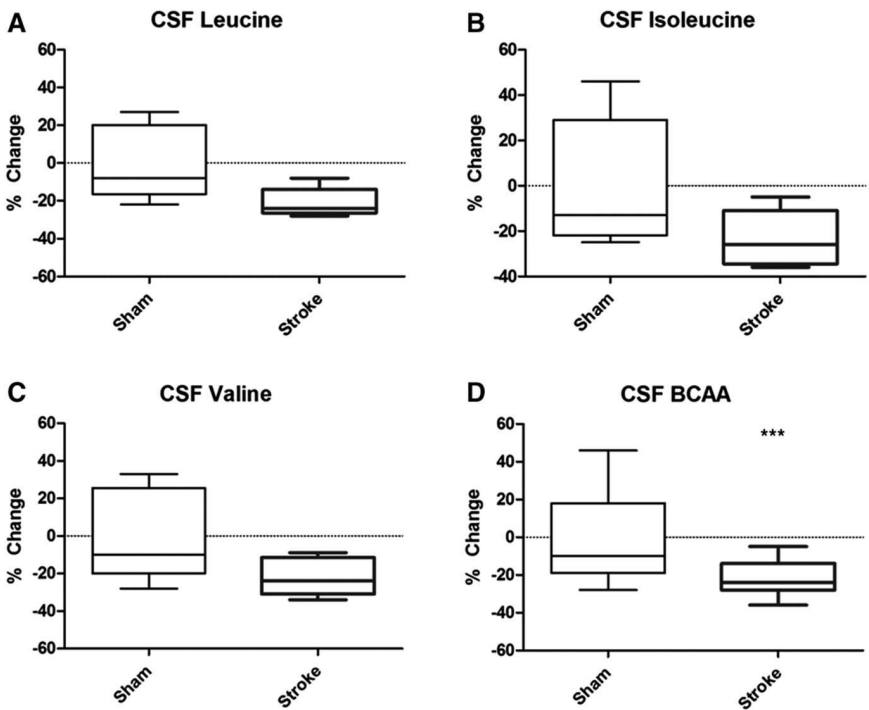 A
CSF Leucine
% Change
60
40
20
0
-20
-40
-60
Sham
Stroke
B
CSF Isoleucine
% Change
60
40
20
0
-20
-40
Sham
Stroke
C
CSF Valine
% Change
60
40
20
0
-20
-40
-60
Sham
Stroke
D
CSF BCAA
***
% Change
60
40
20
0
-20
-40
-60
Sham
Stroke